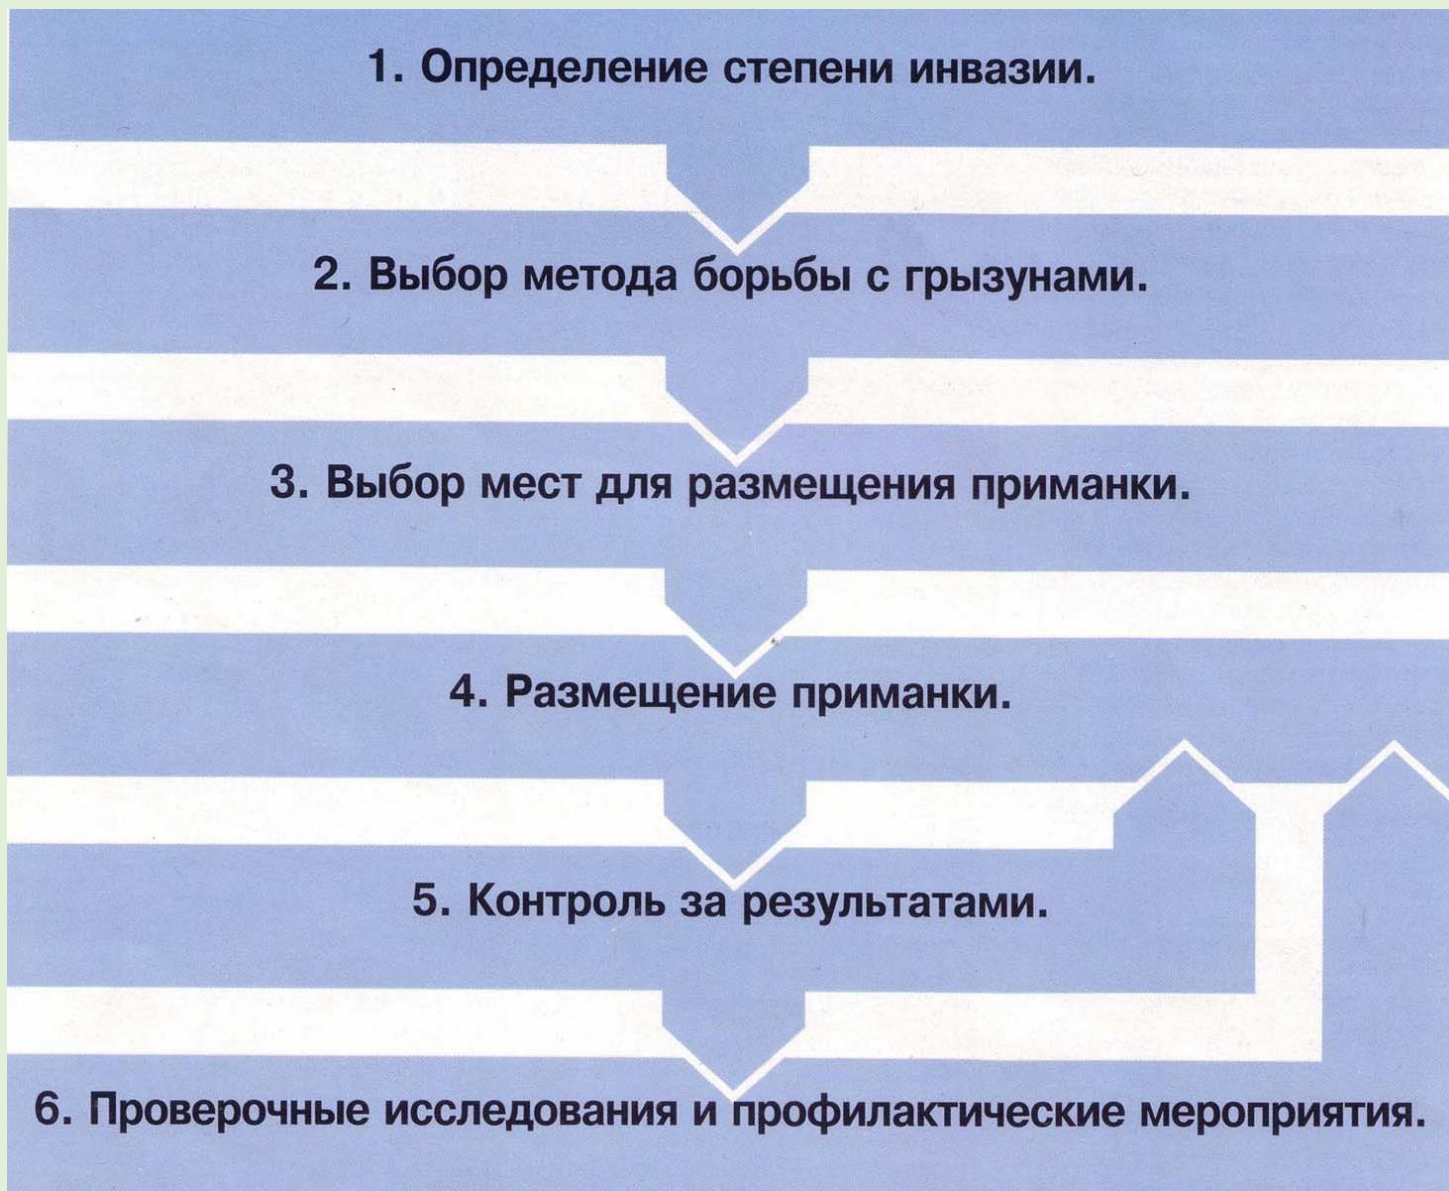 1. Определение степени инвазии.
2. Выбор метода борьбы с грызунами.
3. Выбор мест для размещения приманки.
4. Размещение приманки.
5. Контроль за результатами.
6. Проверочные исследования и профилактические мероприятия.